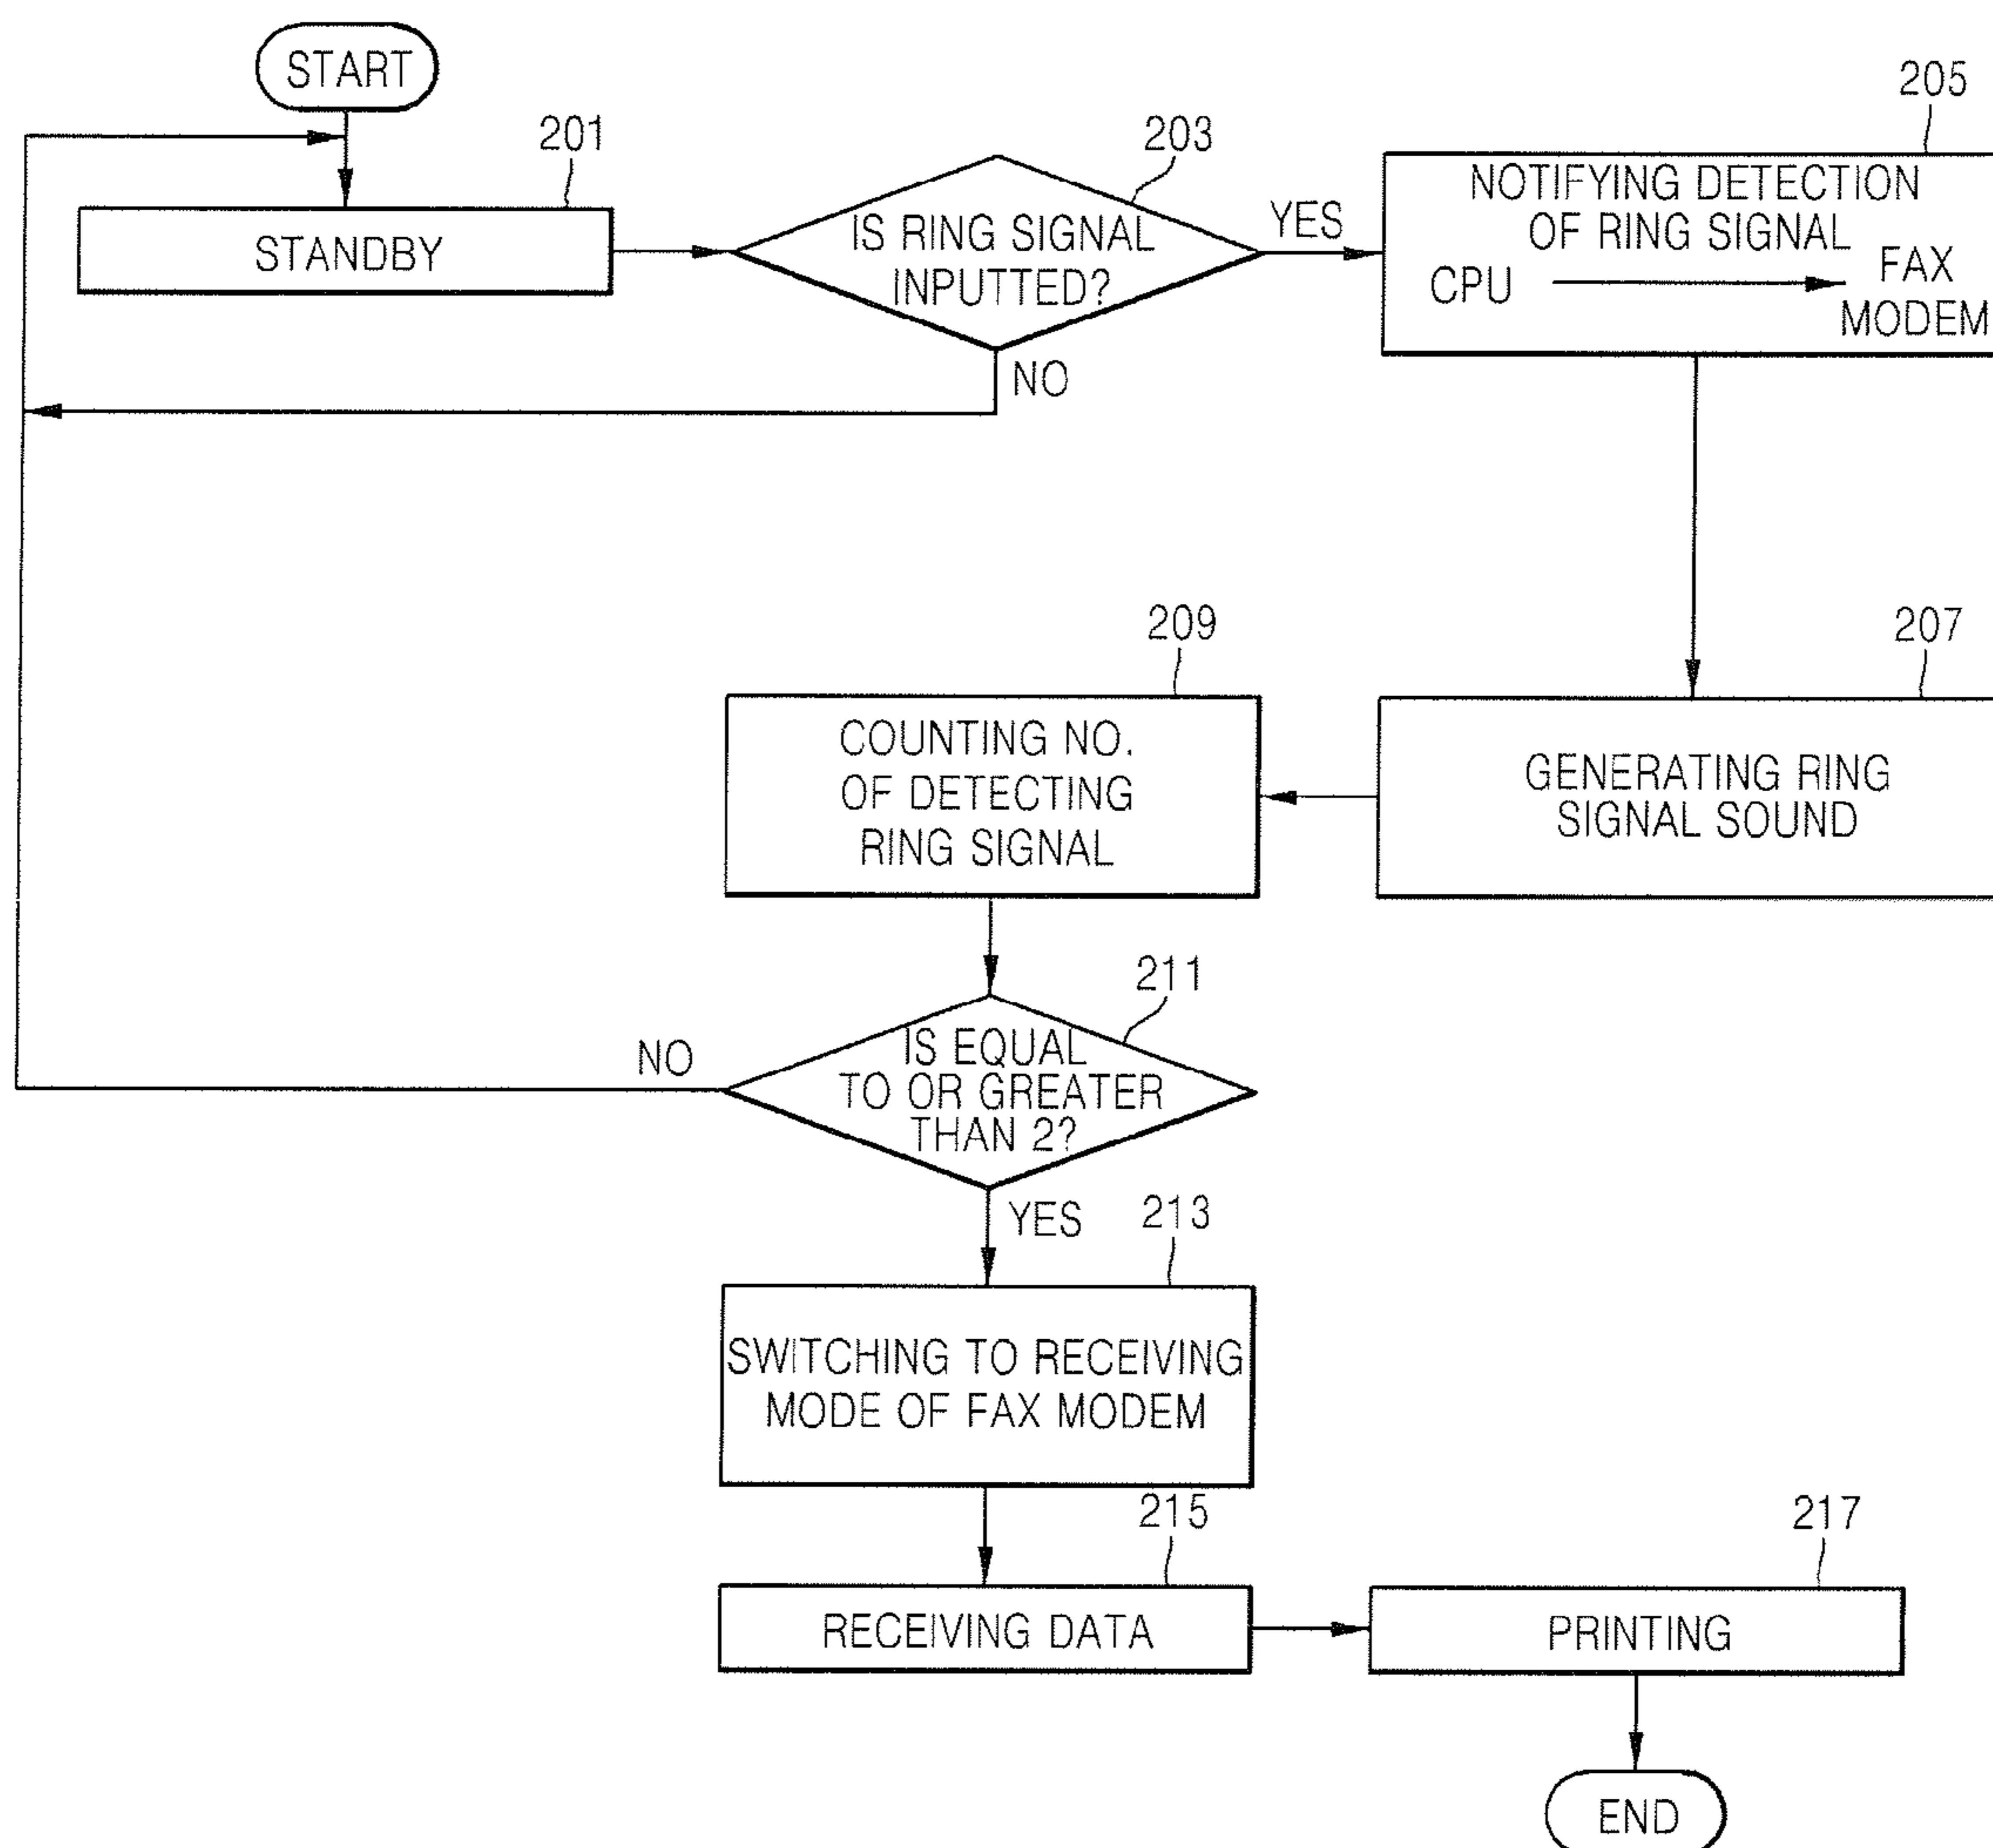 START
201
STANDBY
203
IS RING SIGNAL
INPUTTED?
YES
NO
205
NOTIFYING DETECTION
OF RING SIGNAL
CPU
FAX
MODEM
207
GENERATING RING
SIGNAL SOUND
209
COUNTING NO.
OF DETECTING
RING SIGNAL
211
IS EQUAL
TO OR GREATER
THAN 2?
NO
YES
213
SWITCHING TO RECEIVING
MODE OF FAX MODEM
215
RECEIVING DATA
217
PRINTING
END